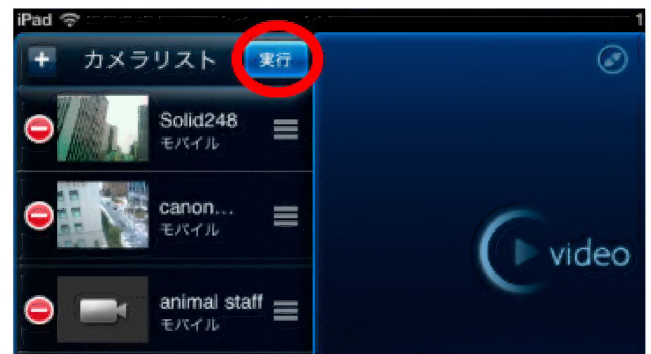 iPad 1
カメラリスト 実行
Solid248
モバイル
canon...
モバイル
video
animal staff
モバイル